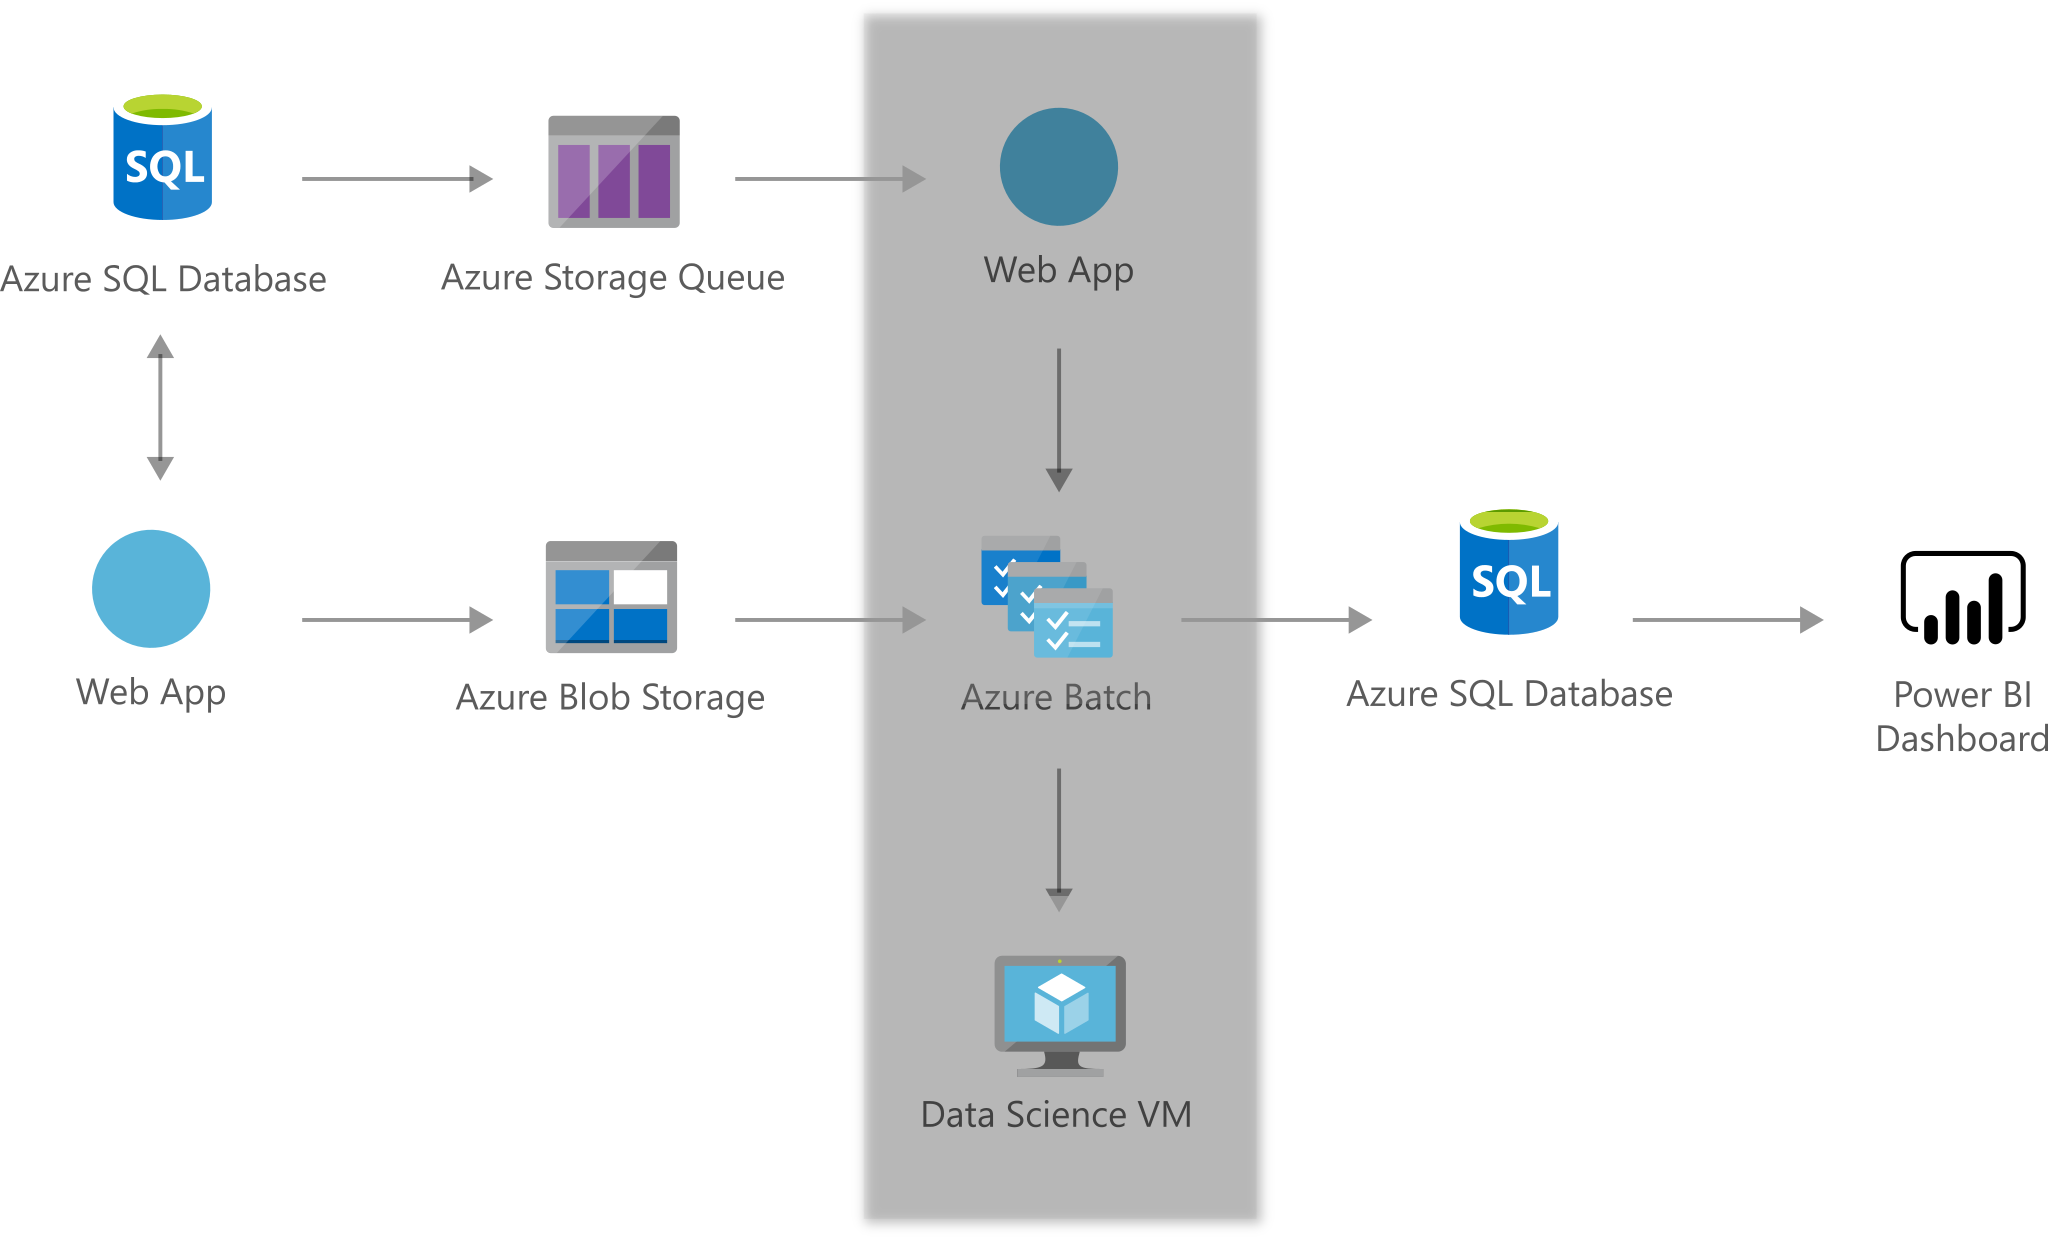 SQL
Azure SQL Database
Azure Storage Queue
Web App
Web App
Azure Blob Storage
Azure Batch
SQL
Azure SQL Database
Power BI
Dashboard
Data Science VM